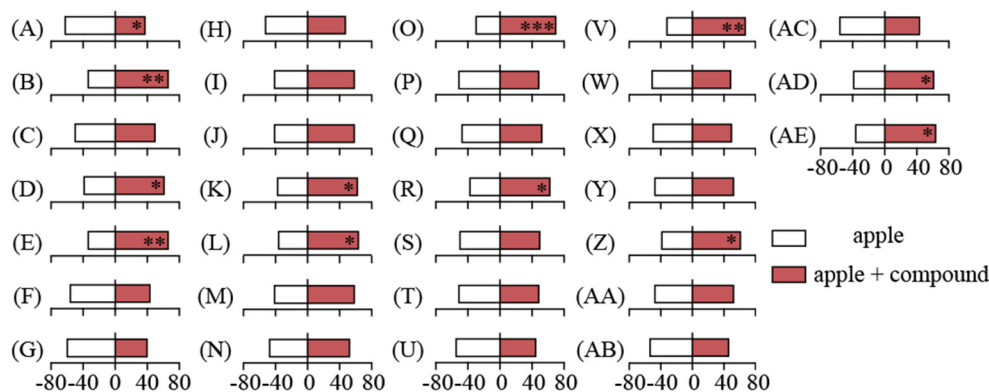 (A) * (H) (O) *** (V) ** (AC)
(B) ** (I) (P) (W) (AD) *
(C) (J) (Q) (X) (AE) *
-80 -40 0 40 80
(D) * (K) * (R) * (Y)
(E) ** (L) * (S) (Z) * apple
(F) (M) (T) (AA) apple + compound
(G) (N) (U) (AB)
-80 -40 0 40 80 -80 -40 0 40 80 -80 -40 0 40 80 -80 -40 0 40 80